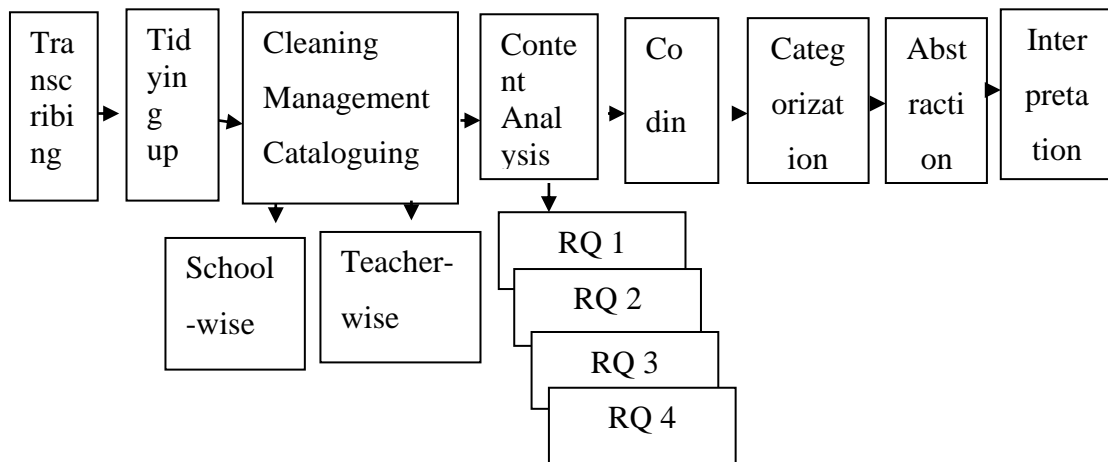 Tra
nsc
ribi
ng
Tid
yin
g
up
Cleaning
Management
Cataloguing
Conte
nt
Anal
ysis
Co
din
Categ
orizat
ion
Abst
racti
on
Inter
preta
tion
School
-wise
Teacher-
wise
RQ 1
RQ 2
RQ 3
RQ 4